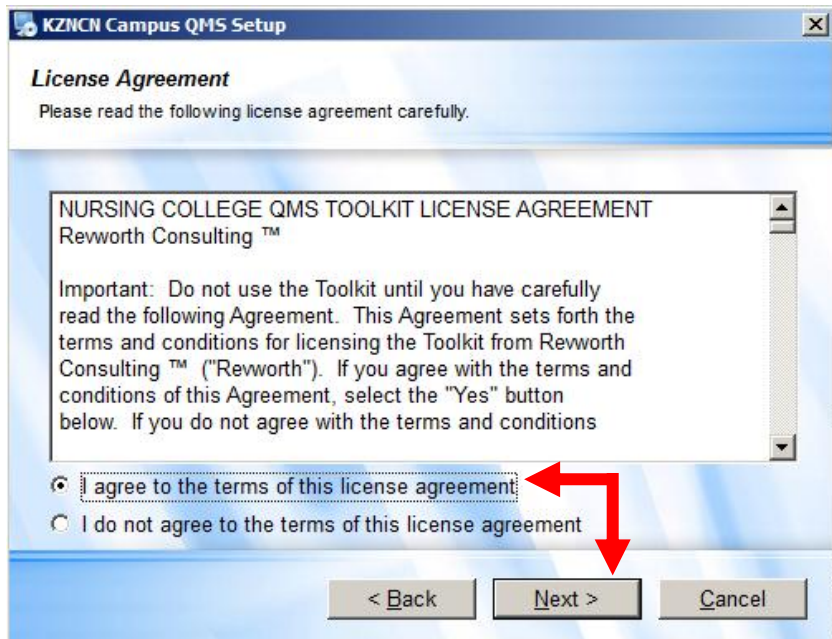 KZNCN Campus QMS Setup
License Agreement
Please read the following license agreement carefully.
NURSING COLLEGE QMS TOOLKIT LICENSE AGREEMENT
Revworth Consulting ™
Important: Do not use the Toolkit until you have carefully
read the following Agreement. This Agreement sets forth the
terms and conditions for licensing the Toolkit from Revworth
Consulting ™ ("Revworth"). If you agree with the terms and
conditions of this Agreement, select the "Yes" button
below. If you do not agree with the terms and conditions
I agree to the terms of this license agreement
I do not agree to the terms of this license agreement
< Back Next > Cancel